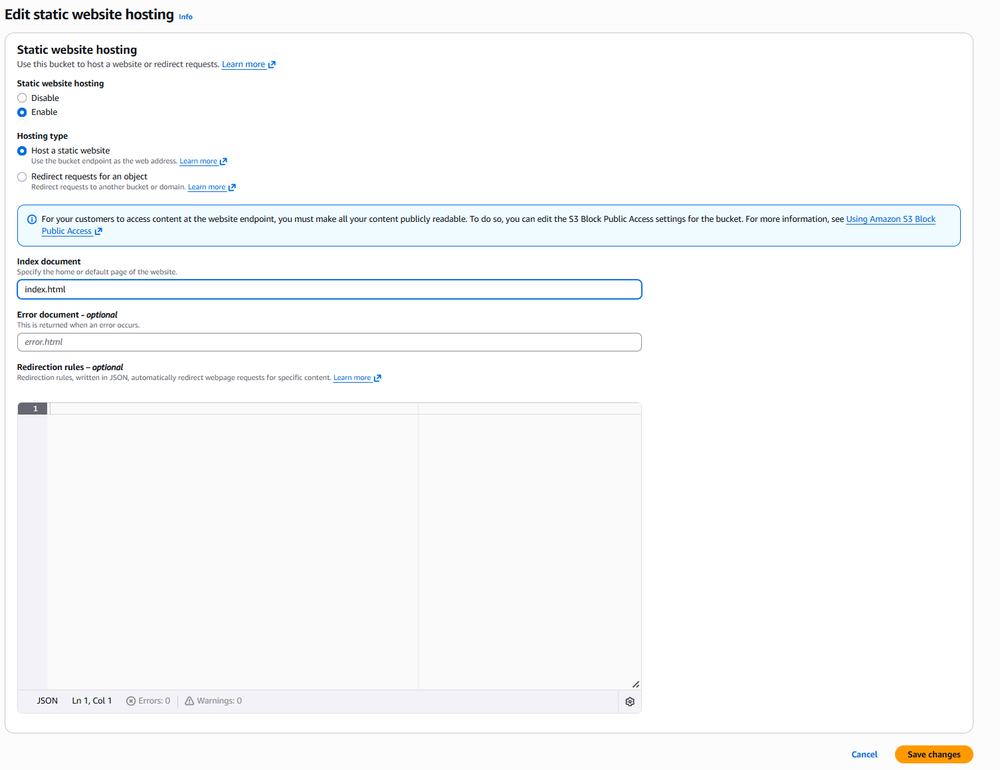 Edit static website hosting Info
Static website hosting
Use this bucket to host a website or redirect requests. Learn more
Static website hosting
Disable
Enable
Hosting type
Host a static website
Use the bucket endpoint as the web address. Learn more
Redirect requests for an object
Redirect requests to another bucket or domain. Learn more
For your customers to access content at the website endpoint, you must make all your content publicly readable. To do so, you can edit the S3 Block Public Access settings for the bucket. For more information, see Using Amazon S3 Block
Public Access
Index document
Specify the home or default page of the website.
index.html
Error document - optional
This is returned when an error occurs.
error.html
Redirection rules – optional
Redirection rules, written in JSON, automatically redirect webpage requests for specific content. Learn more
1
JSON Ln 1, Col 1 Errors: 0 Warnings: 0
Cancel Save changes